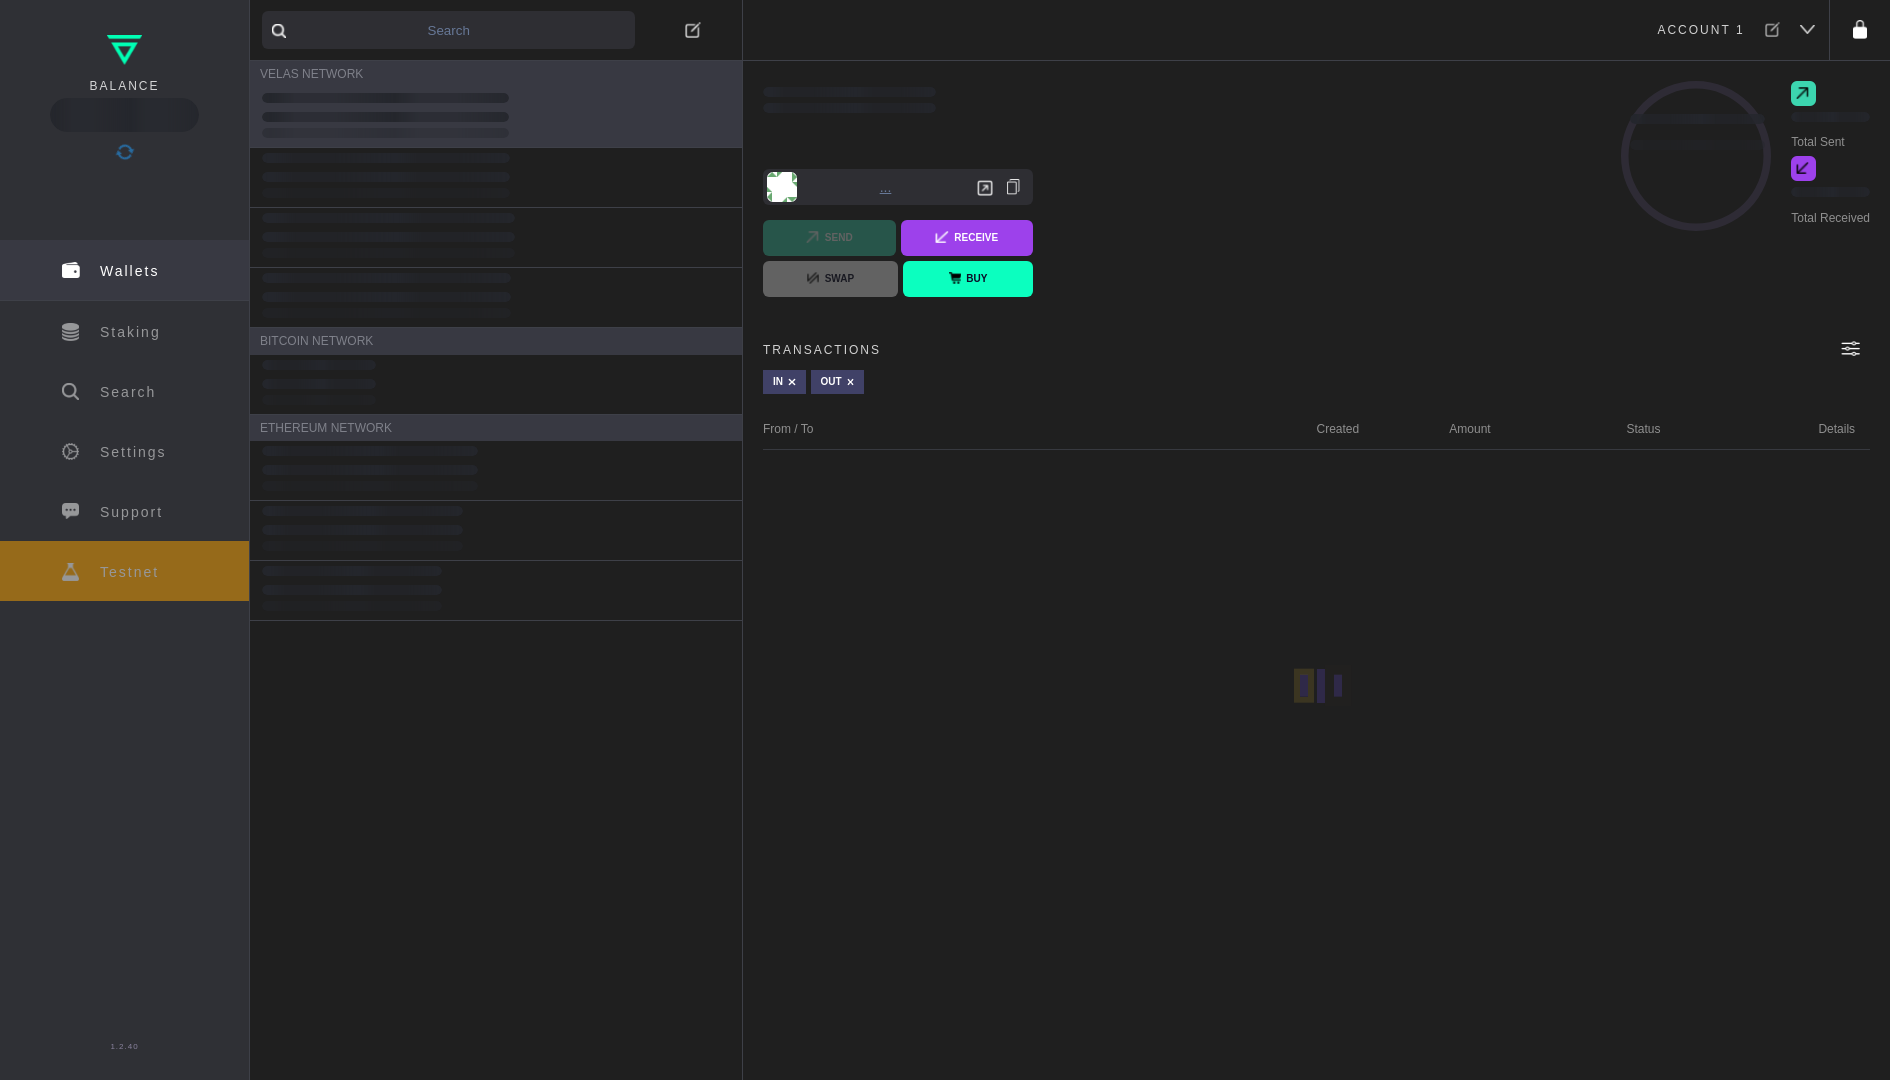 BALANCE
Wallets
Staking
Search
Settings
Support
Testnet
1.2.40
Search
VELAS NETWORK
BITCOIN NETWORK
ETHEREUM NETWORK
ACCOUNT 1
Total Sent
Total Received
...
SEND
RECEIVE
SWAP
BUY
TRANSACTIONS
IN ×
OUT ×
From / To Created Amount Status Details